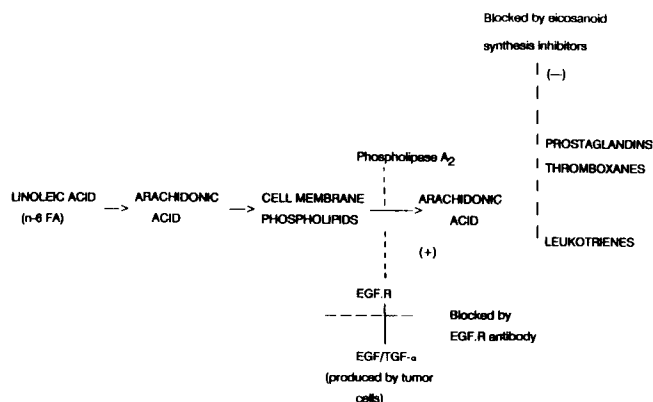 Blocked by eicosanoid
synthesis inhibitors
(—)
Phospholipase A2
PROSTAGLANDINS
THROMBOXANES
LINOLEIC ACID
(n-6 FA)
—>
ARACHIDONIC
ACID
—>
CELL MEMBRANE
PHOSPHOLIPIDS
—>
ARACHIDONIC
ACID
LEUKOTRIENES
(+)
EGF.R
Blocked by
EGF.R antibody
EGF/TGF-α
(produced by tumor
cells)